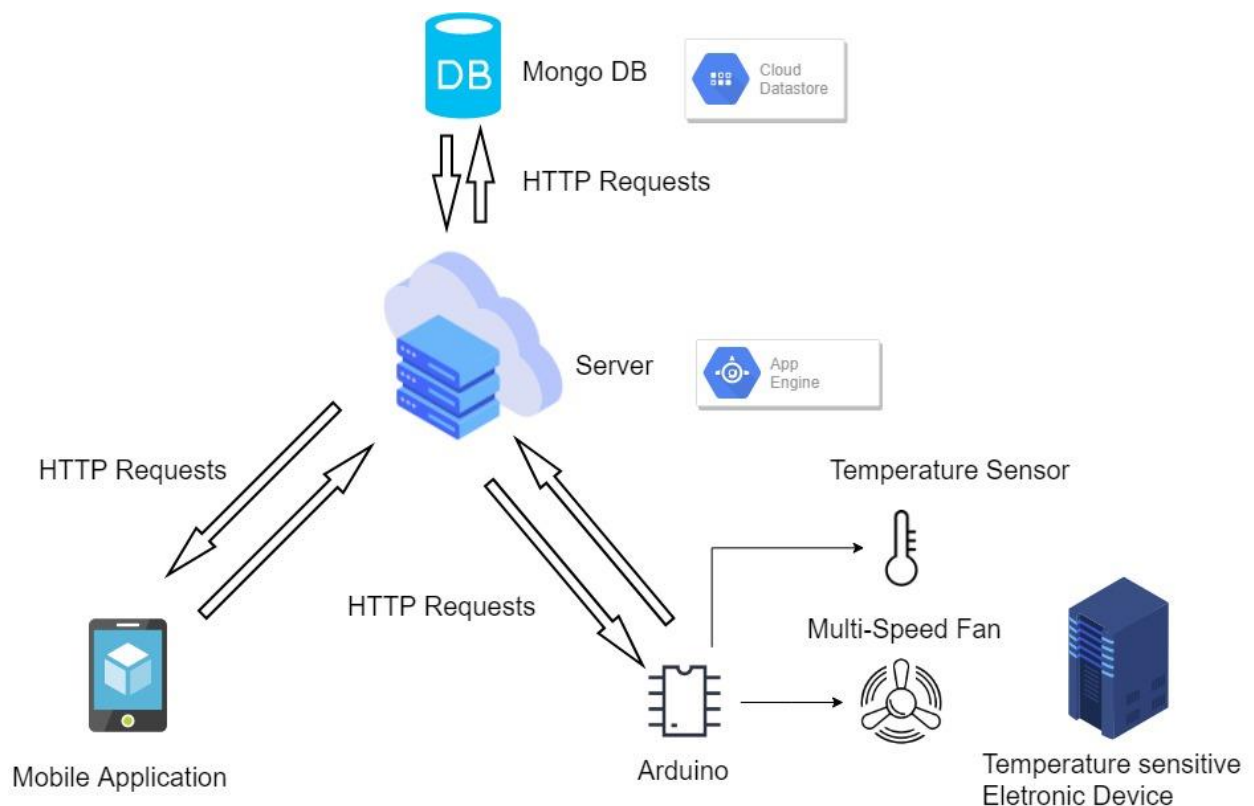 DB
Mongo DB
Cloud
Datastore
HTTP Requests
Server
App
Engine
HTTP Requests
Temperature Sensor
HTTP Requests
Multi-Speed Fan
Mobile Application
Arduino
Temperature sensitive
Eletronic Device